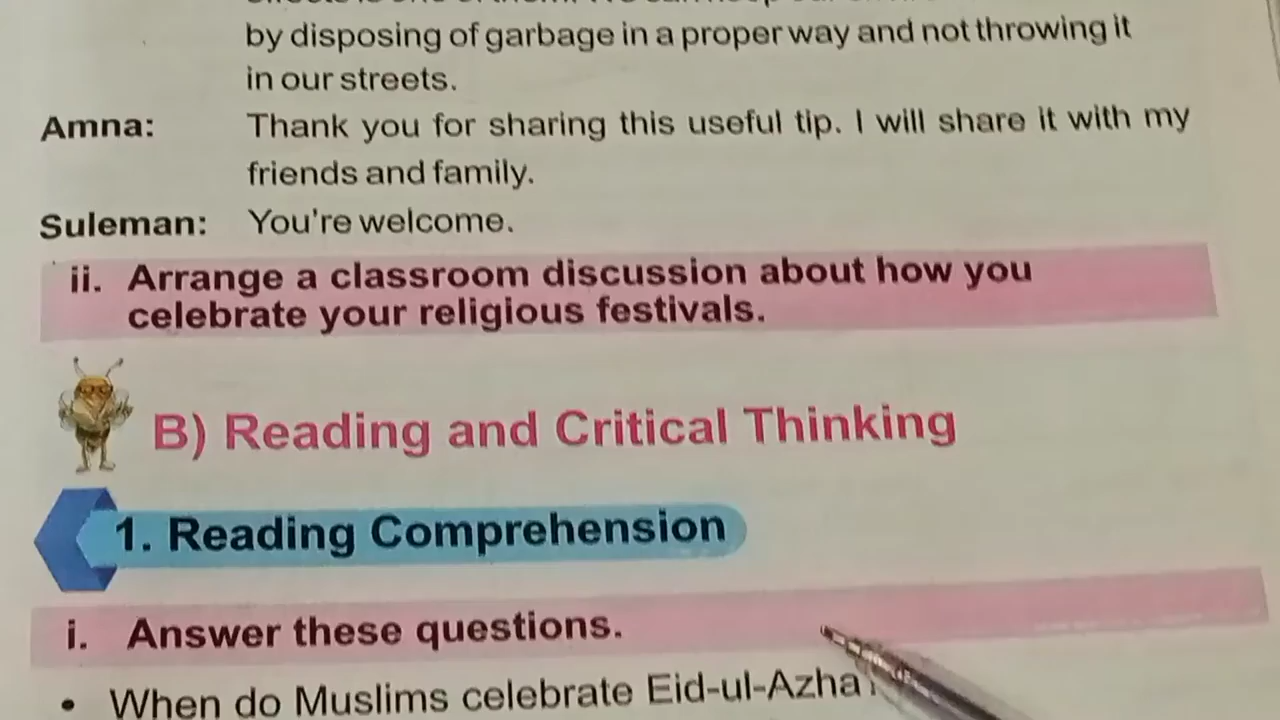 by disposing of garbage in a proper way and not throwing it
in our streets.
Amna: Thank you for sharing this useful tip. I will share it with my
friends and family.
Suleman: You're welcome.
ii. Arrange a classroom discussion about how you
celebrate your religious festivals.
B) Reading and Critical Thinking
1. Reading Comprehension
i. Answer these questions.
• When do Muslims celebrate Eid-ul-Azha